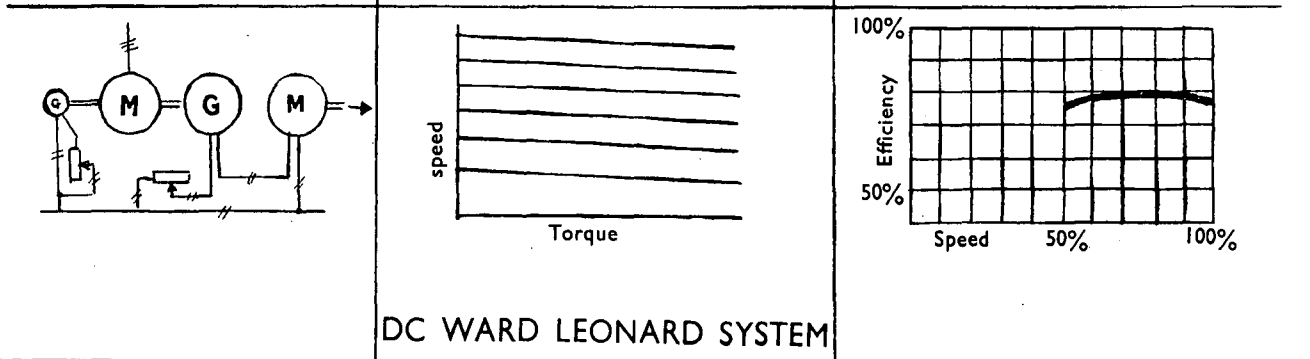 G M G M
speed
Torque
100%
Efficiency
50%
Speed 50% 100%
DC WARD LEONARD SYSTEM